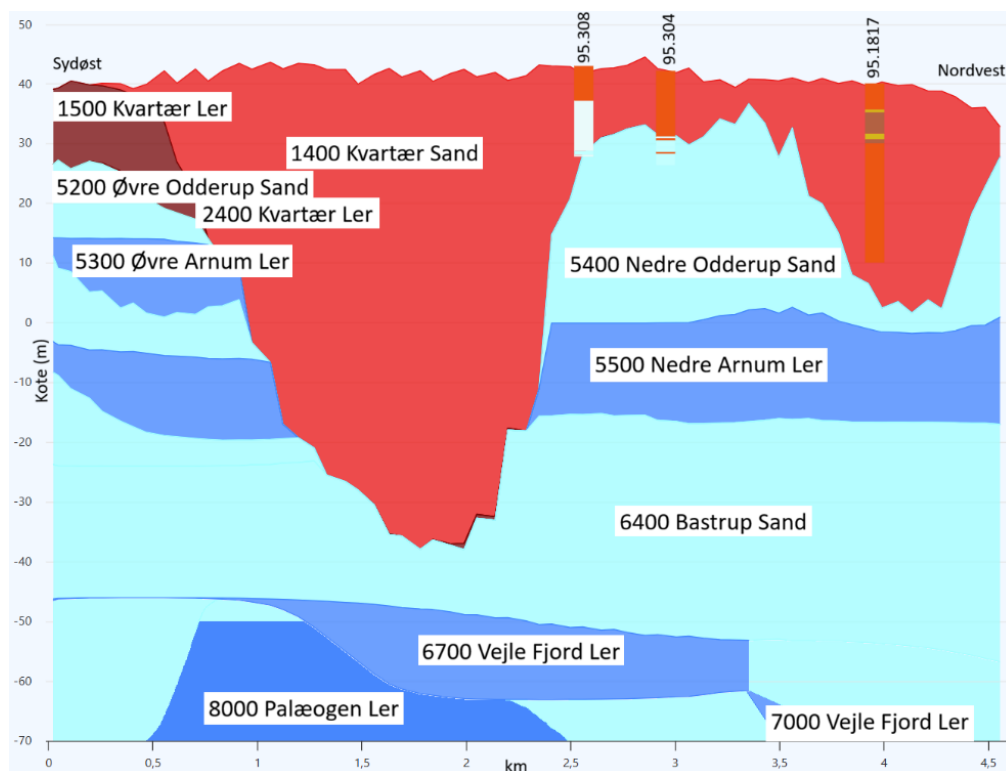 50
40
30
20
10
0
-10
-20
-30
-40
-50
-60
-70
Kote (m)
Sydøst
Nordvest
95.308
95.304
95.1817
1500 Kvartær Ler
1400 Kvartær Sand
5200 Øvre Odderup Sand
2400 Kvartær Ler
5300 Øvre Arnum Ler
5400 Nedre Odderup Sand
5500 Nedre Arnum Ler
6400 Bastrup Sand
6700 Vejle Fjord Ler
8000 Palæogen Ler
7000 Vejle Fjord Ler
0 0,5 1 1,5 2 2,5 3 3,5 4 4,5
km